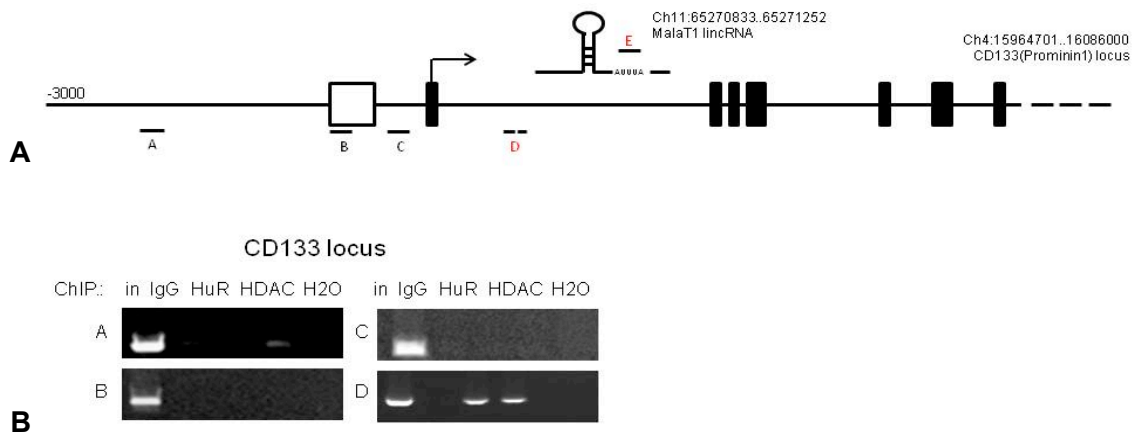 Ch11:65270833..65271252
MalaT1 lincRNA
E
Ch4:15964701..16086000
CD133(Prominin1) locus
AUUUA
-3000
A
B
C
D
A
CD133 locus
ChIP.: in IgG HuR HDAC H2O
in IgG HuR HDAC H2O
A
C
B
D
B